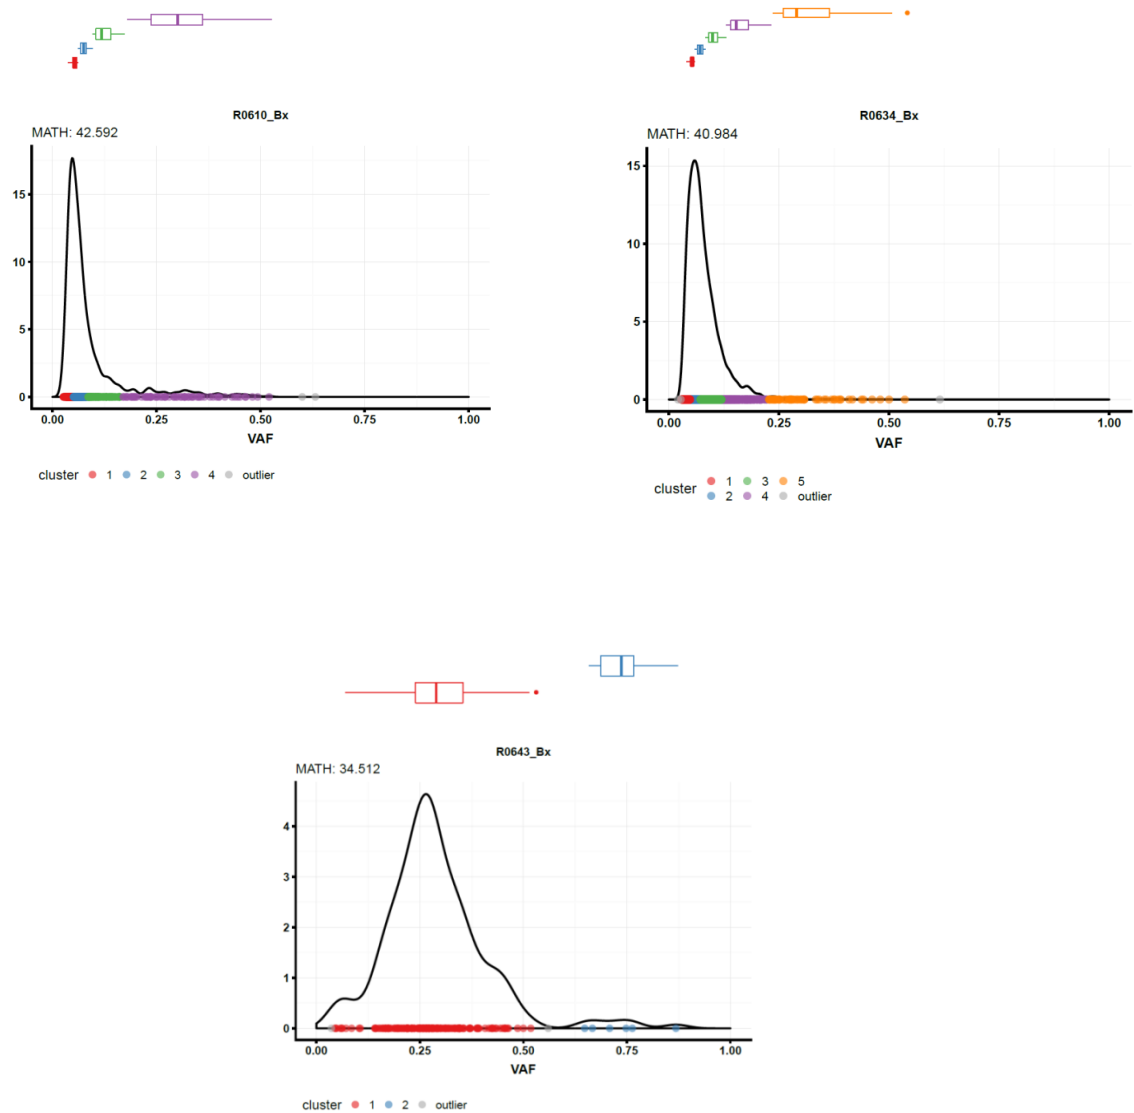 R0610_Bx
MATH: 42.592
15
10
5
0
0.00 0.25 0.50 0.75 1.00
VAF
cluster 1 2 3 4 outlier
R0634_Bx
MATH: 40.984
15
10
5
0
0.00 0.25 0.50 0.75 1.00
VAF
cluster 1 3 5
2 4 outlier
R0643_Bx
MATH: 34.512
4
3
2
1
0
0.00 0.25 0.50 0.75 1.00
VAF
cluster 1 2 outlier